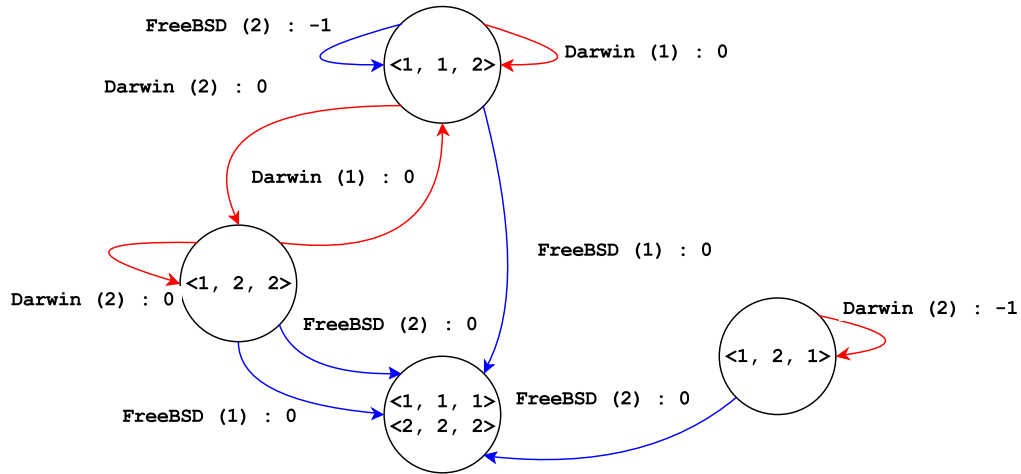 FreeBSD (2) : -1
Darwin (1) : 0
<1, 1, 2>
Darwin (2) : 0
Darwin (1) : 0
FreeBSD (1) : 0
<1, 2, 2>
Darwin (2) : 0
Darwin (2) : -1
FreeBSD (2) : 0
<1, 2, 1>
<1, 1, 1>
<2, 2, 2>
FreeBSD (2) : 0
FreeBSD (1) : 0